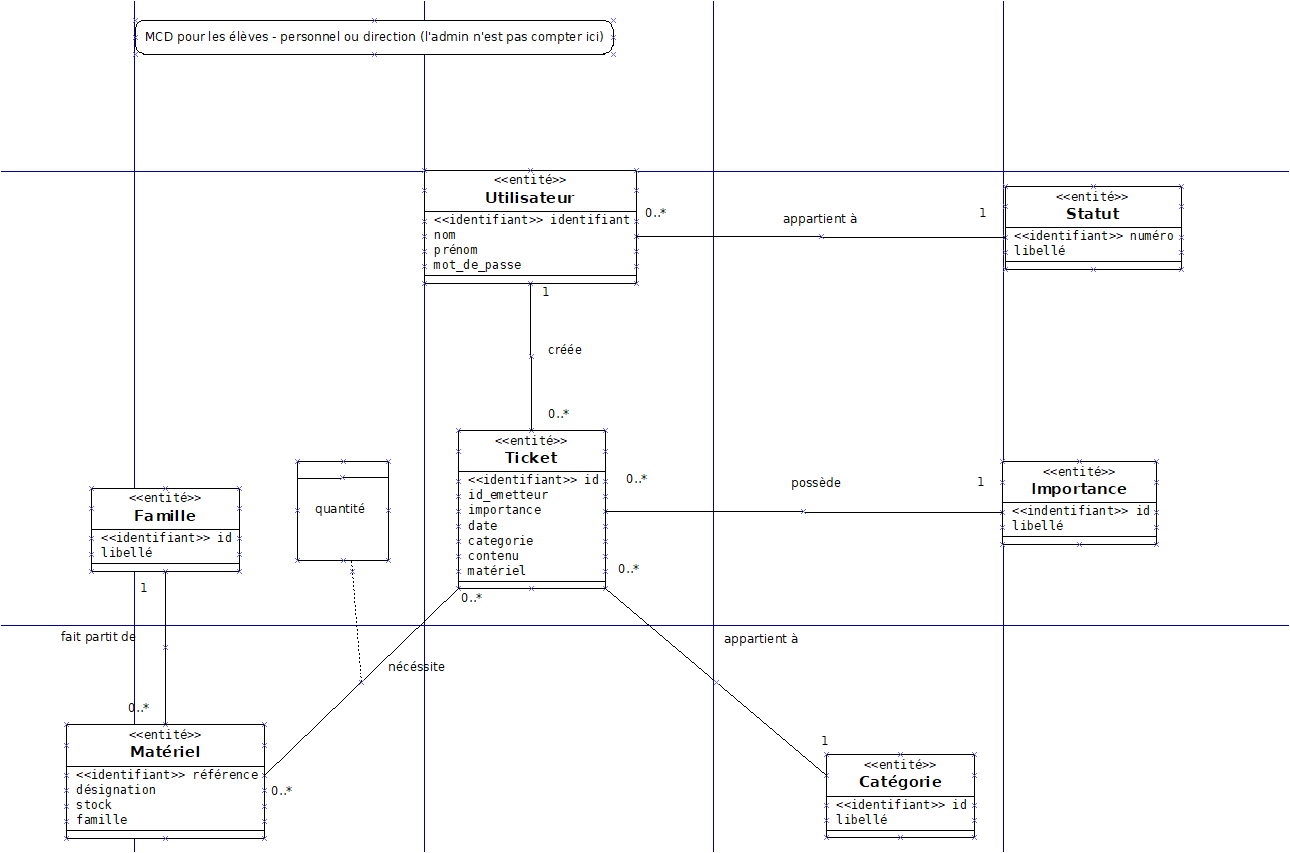 MCD pour les élèves - personnel ou direction (l'admin n'est pas compter ici)
<<entité>>
Utilisateur
<<identifiant>> identifiant
nom
prénom
mot_de_passe
0..*
appartient à
1
<<entité>>
Statut
<<identifiant>> numéro
libellé
1
créée
0..*
<<entité>>
Ticket
<<identifiant>> id
id_emetteur
importance
date
categorie
contenu
matériel
0..*
possède
1
<<entité>>
Importance
<<indentifiant>> id
libellé
<<entité>>
Famille
<<identifiant>> id
libellé
quantité
0..*
0..*
1
fait partit de
0..*
nécéssite
appartient à
1
<<entité>>
Matériel
<<identifiant>> référence
désignation
stock
famille
0..*
<<entité>>
Catégorie
<<identifiant>> id
libellé